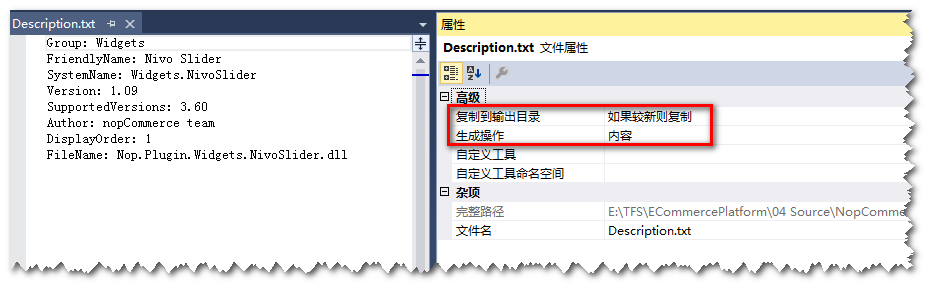 Description.txt
Group: Widgets
FriendlyName: Nivo Slider
SystemName: Widgets.NivoSlider
Version: 1.09
SupportedVersions: 3.60
Author: nopCommerce team
DisplayOrder: 1
FileName: Nop.Plugin.Widgets.NivoSlider.dll
属性
Description.txt 文件属性
高级
复制到输出目录 如果较新则复制
生成操作 内容
自定义工具
自定义工具命名空间
杂项
完整路径 E:\TFS\ECommercePlatform\04 Source\NopComme
文件名 Description.txt